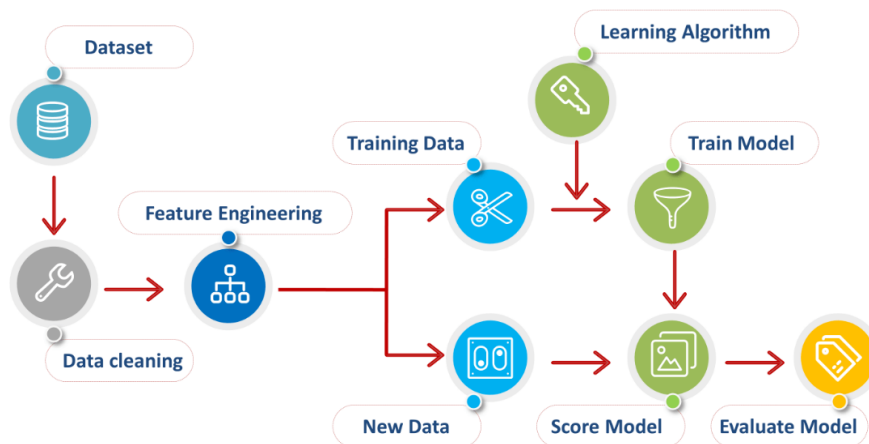 Dataset
Learning Algorithm
Training Data
Train Model
Feature Engineering
Data cleaning
New Data
Score Model
Evaluate Model